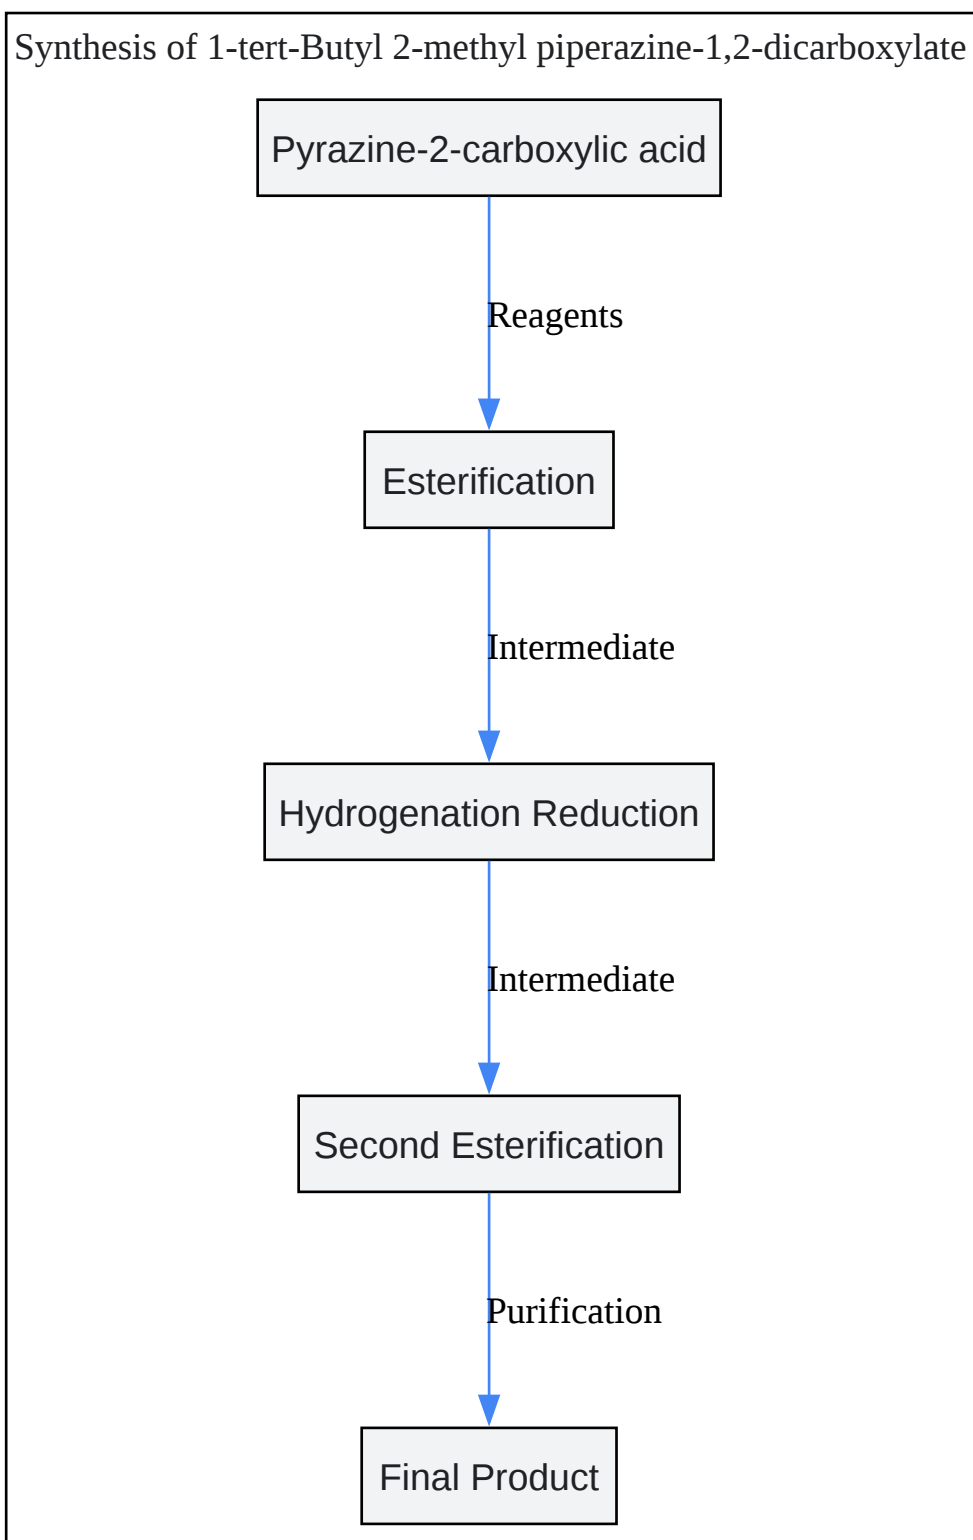 Synthesis of 1-tert-Butyl 2-methyl piperazine-1,2-dicarboxylate
Pyrazine-2-carboxylic acid
Reagents
Esterification
Intermediate
Hydrogenation Reduction
Intermediate
Second Esterification
Purification
Final Product